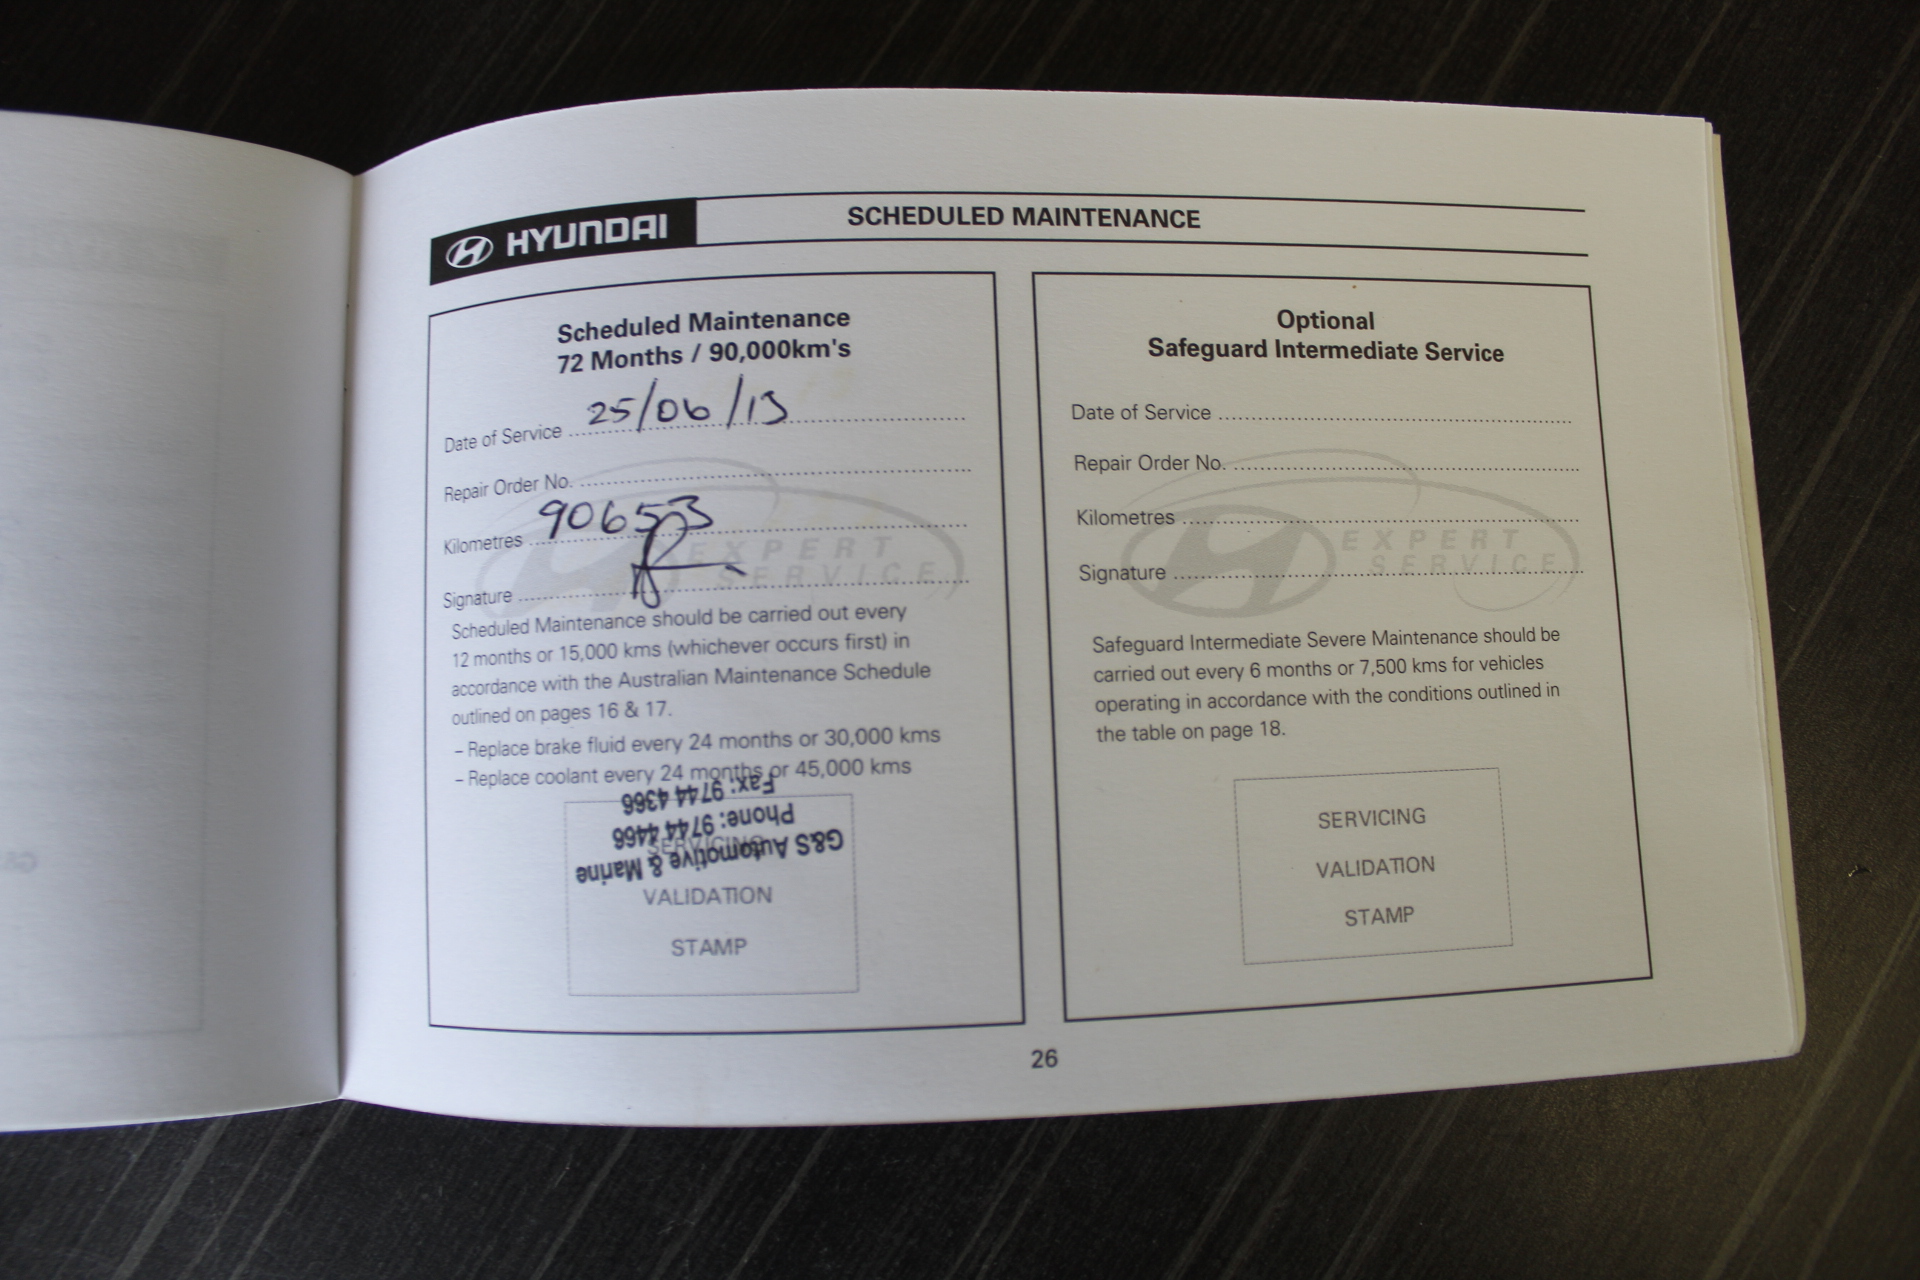 HYUNDAI
SCHEDULED MAINTENANCE
Scheduled Maintenance
72 Months / 90,000km's
Date of Service 25/06/13
Repair Order No.
Kilometres 90653
Signature
EXPERT
SERVICE
Scheduled Maintenance should be carried out every
12 months or 15,000 kms (whichever occurs first) in
accordance with the Australian Maintenance Schedule
outlined on pages 16 & 17.
– Replace brake fluid every 24 months or 30,000 kms
– Replace coolant every 24 months or 45,000 kms
G&S Automotive & Marine
Phone: 9744 4466
Fax: 9744 4366
SERVICING
VALIDATION
STAMP
Optional
Safeguard Intermediate Service
Date of Service
Repair Order No.
Kilometres
Signature
EXPERT
SERVICE
Safeguard Intermediate Severe Maintenance should be
carried out every 6 months or 7,500 kms for vehicles
operating in accordance with the conditions outlined in
the table on page 18.
SERVICING
VALIDATION
STAMP
26